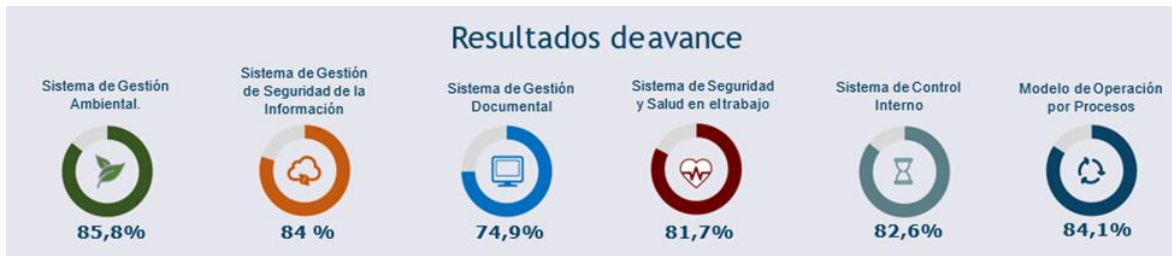 Resultados deavance
Sistema de Gestión
Ambiental.
85,8%
Sistema de Gestión
de Seguridad de la
Información
84 %
Sistema de Gestión
Documental
74,9%
Sistema de Seguridad
y Salud en eltrabajo
81,7%
Sistema de Control
Interno
82,6%
Modelo de Operación
por Procesos
84,1%